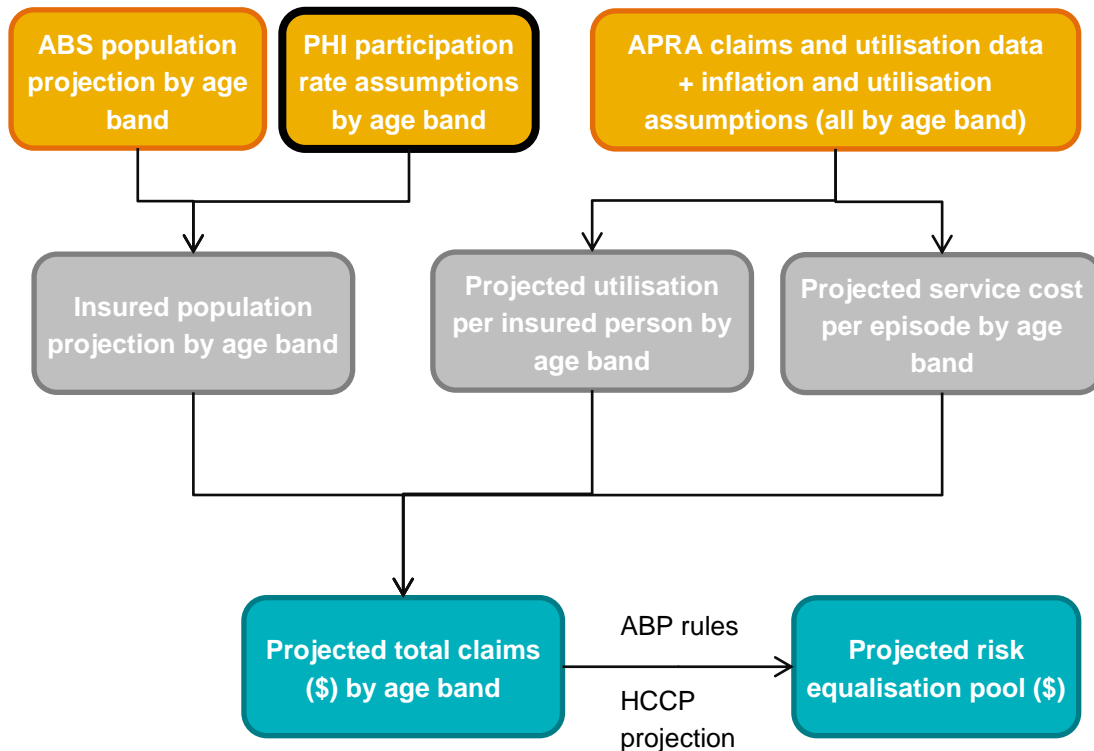 ABS population
projection by age
band
PHI participation
rate assumptions
by age band
APRA claims and utilisation data
+ inflation and utilisation
assumptions (all by age band)
Insured population
projection by age band
Projected utilisation
per insured person by
age band
Projected service cost
per episode by age
band
Projected total claims
($) by age band
ABP rules
HCCP
projection
Projected risk
equalisation pool ($)